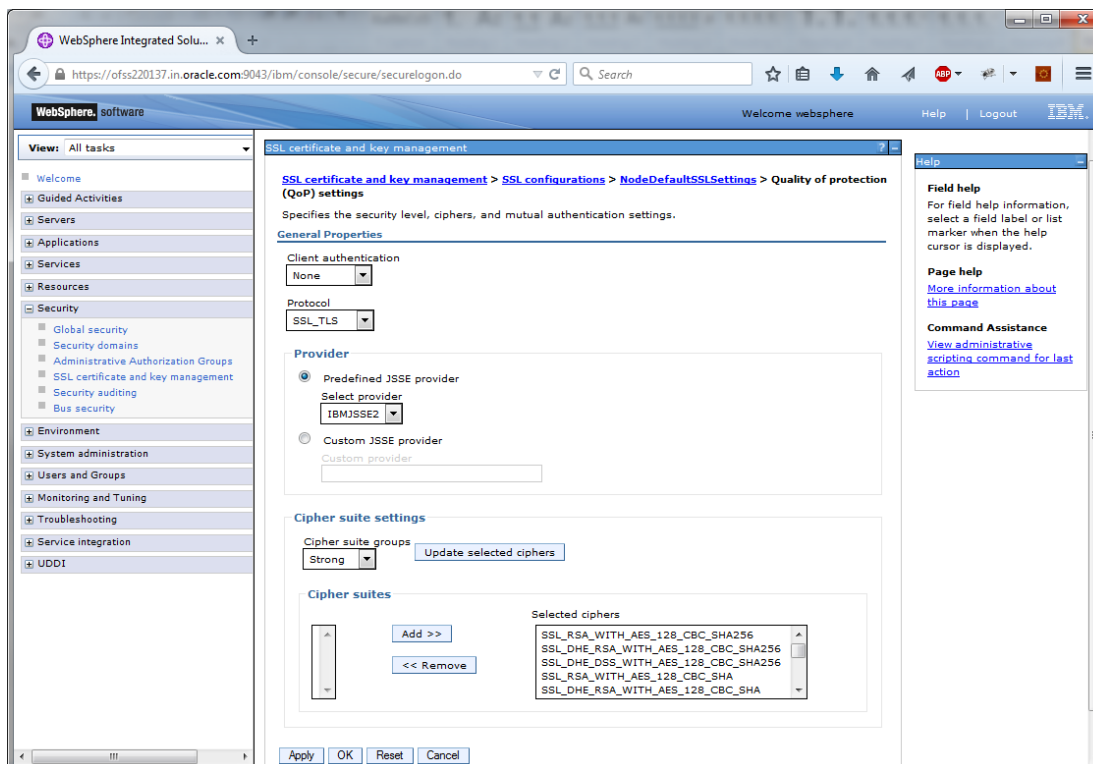 WebSphere Integrated Solu...
https://ofss220137.in.oracle.com:9043/ibm/console/secure/securelogon.do
Search
ABP
WebSphere. software
Welcome websphere
Help | Logout
IBM.
View: All tasks
Welcome
Guided Activities
Servers
Applications
Services
Resources
Security
Global security
Security domains
Administrative Authorization Groups
SSL certificate and key management
Security auditing
Bus security
Environment
System administration
Users and Groups
Monitoring and Tuning
Troubleshooting
Service integration
UDDI
SSL certificate and key management
SSL certificate and key management > SSL configurations > NodeDefaultSSLSettings > Quality of protection
(QoP) settings
Specifies the security level, ciphers, and mutual authentication settings.
General Properties
Client authentication
None
Protocol
SSL_TLS
Provider
Predefined JSSE provider
Select provider
IBMJSSE2
Custom JSSE provider
Custom provider
Cipher suite settings
Cipher suite groups
Strong
Update selected ciphers
Cipher suites
Add >>
<< Remove
Selected ciphers
SSL_RSA_WITH_AES_128_CBC_SHA256
SSL_DHE_RSA_WITH_AES_128_CBC_SHA256
SSL_DHE_DSS_WITH_AES_128_CBC_SHA256
SSL_RSA_WITH_AES_128_CBC_SHA
SSL_DHE_RSA_WITH_AES_128_CBC_SHA
Apply
OK
Reset
Cancel
Help
Field help
For field help information,
select a field label or list
marker when the help
cursor is displayed.
Page help
More information about
this page
Command Assistance
View administrative
scripting command for last
action